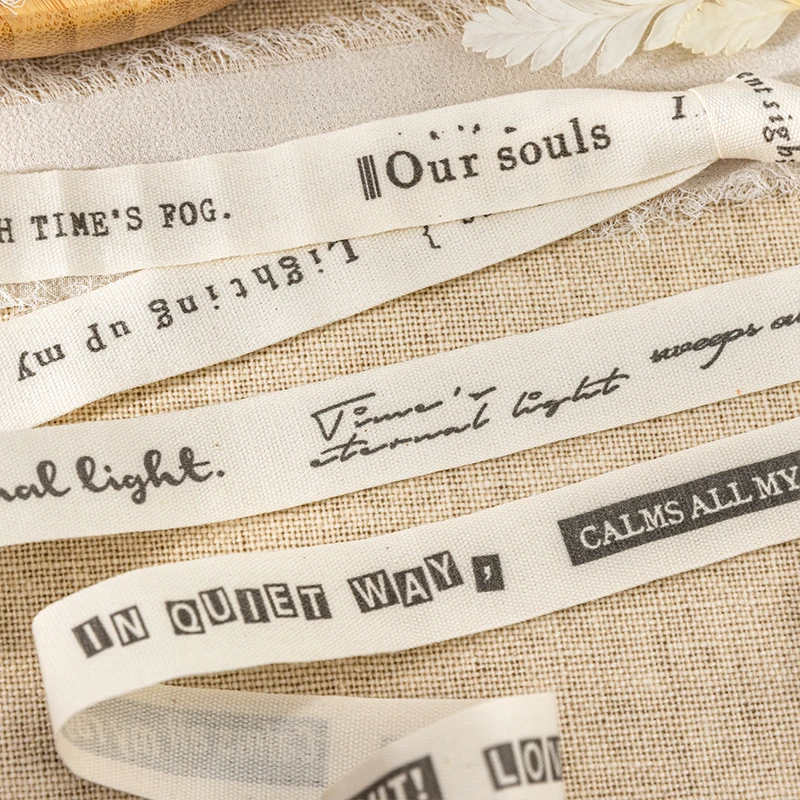 H TIME'S FOG.
Our souls
I
Lighting up my
{
nal light.
Time's
eternal light
sweeps
IN QUIET WAY,
CALMS ALL MY